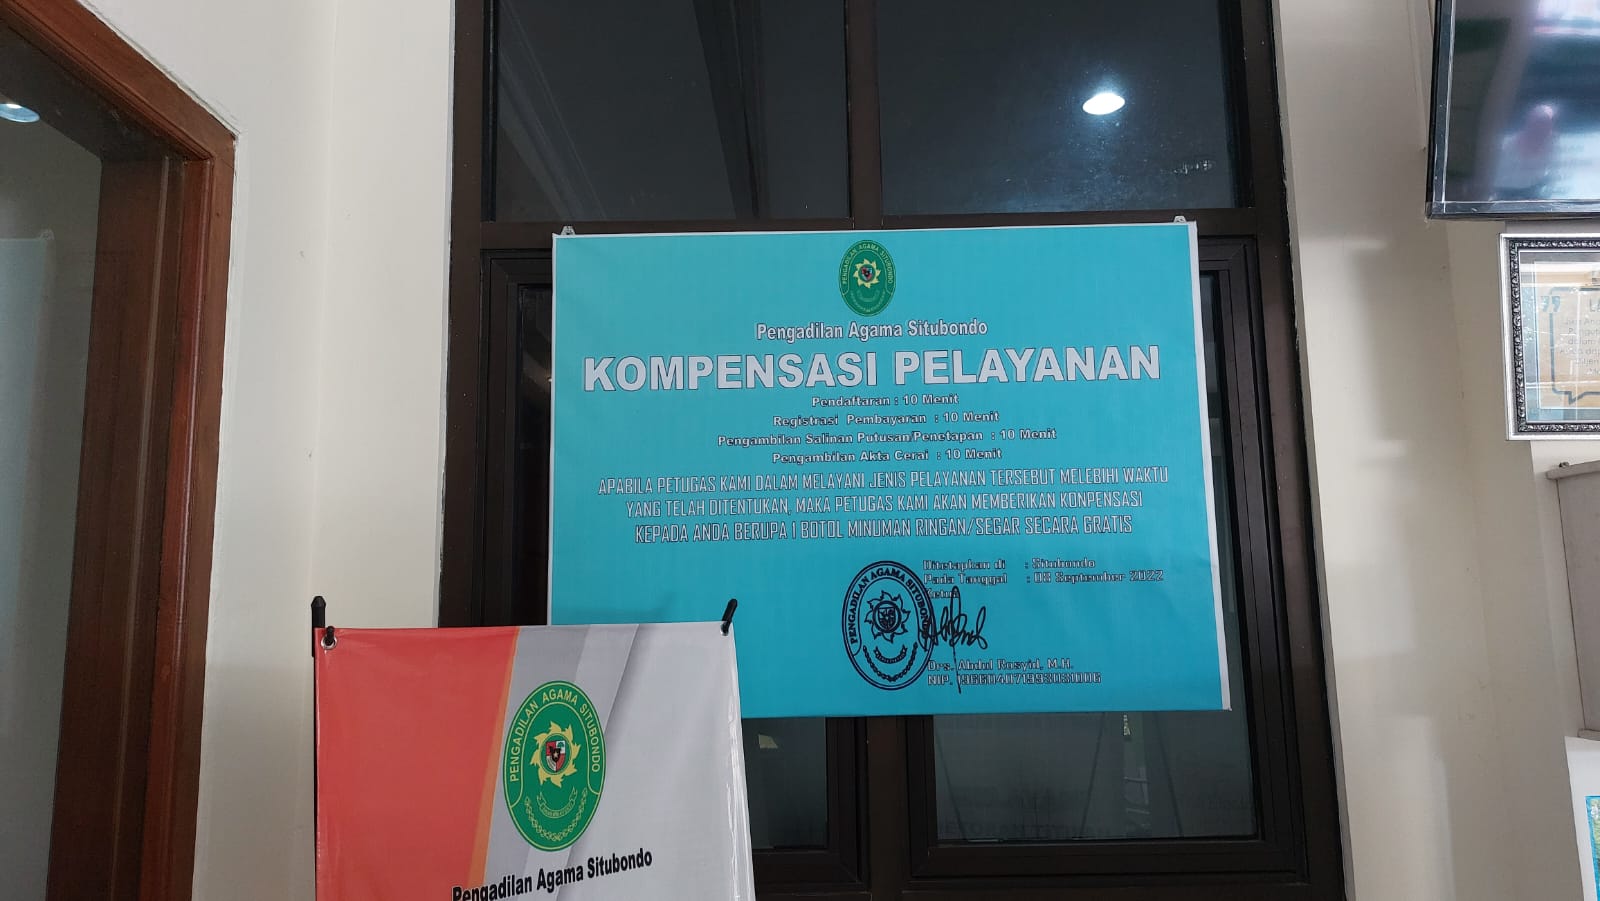 PENGADILAN AGAMA SITUBONDO
Pengadilan Agama Situbondo
KOMPENSASI PELAYANAN
Pendaftaran : 10 Menit
Registrasi Pembayaran : 10 Menit
Pengambilan Salinan Putusan/Penetapan : 10 Menit
Pengambilan Akta Cerai : 10 Menit
APABILA PETUGAS KAMI DALAM MELAYANI JENIS PELAYANAN TERSEBUT MELEBIHI WAKTU
YANG TELAH DITENTUKAN, MAKA PETUGAS KAMI AKAN MEMBERIKAN KONPENSASI
KEPADA ANDA BERUPA 1 BOTOL MINUMAN RINGAN/SEGAR SECARA GRATIS
Ditetapkan di : Situbondo
Pada Tanggal : 08 September 2022
Ketua
PENGADILAN AGAMA SITUBONDO
Drs. Abdul Rosyid, M.H.
NIP.
PENGADILAN AGAMA SITUBONDO
Pengadilan Agama Situbondo